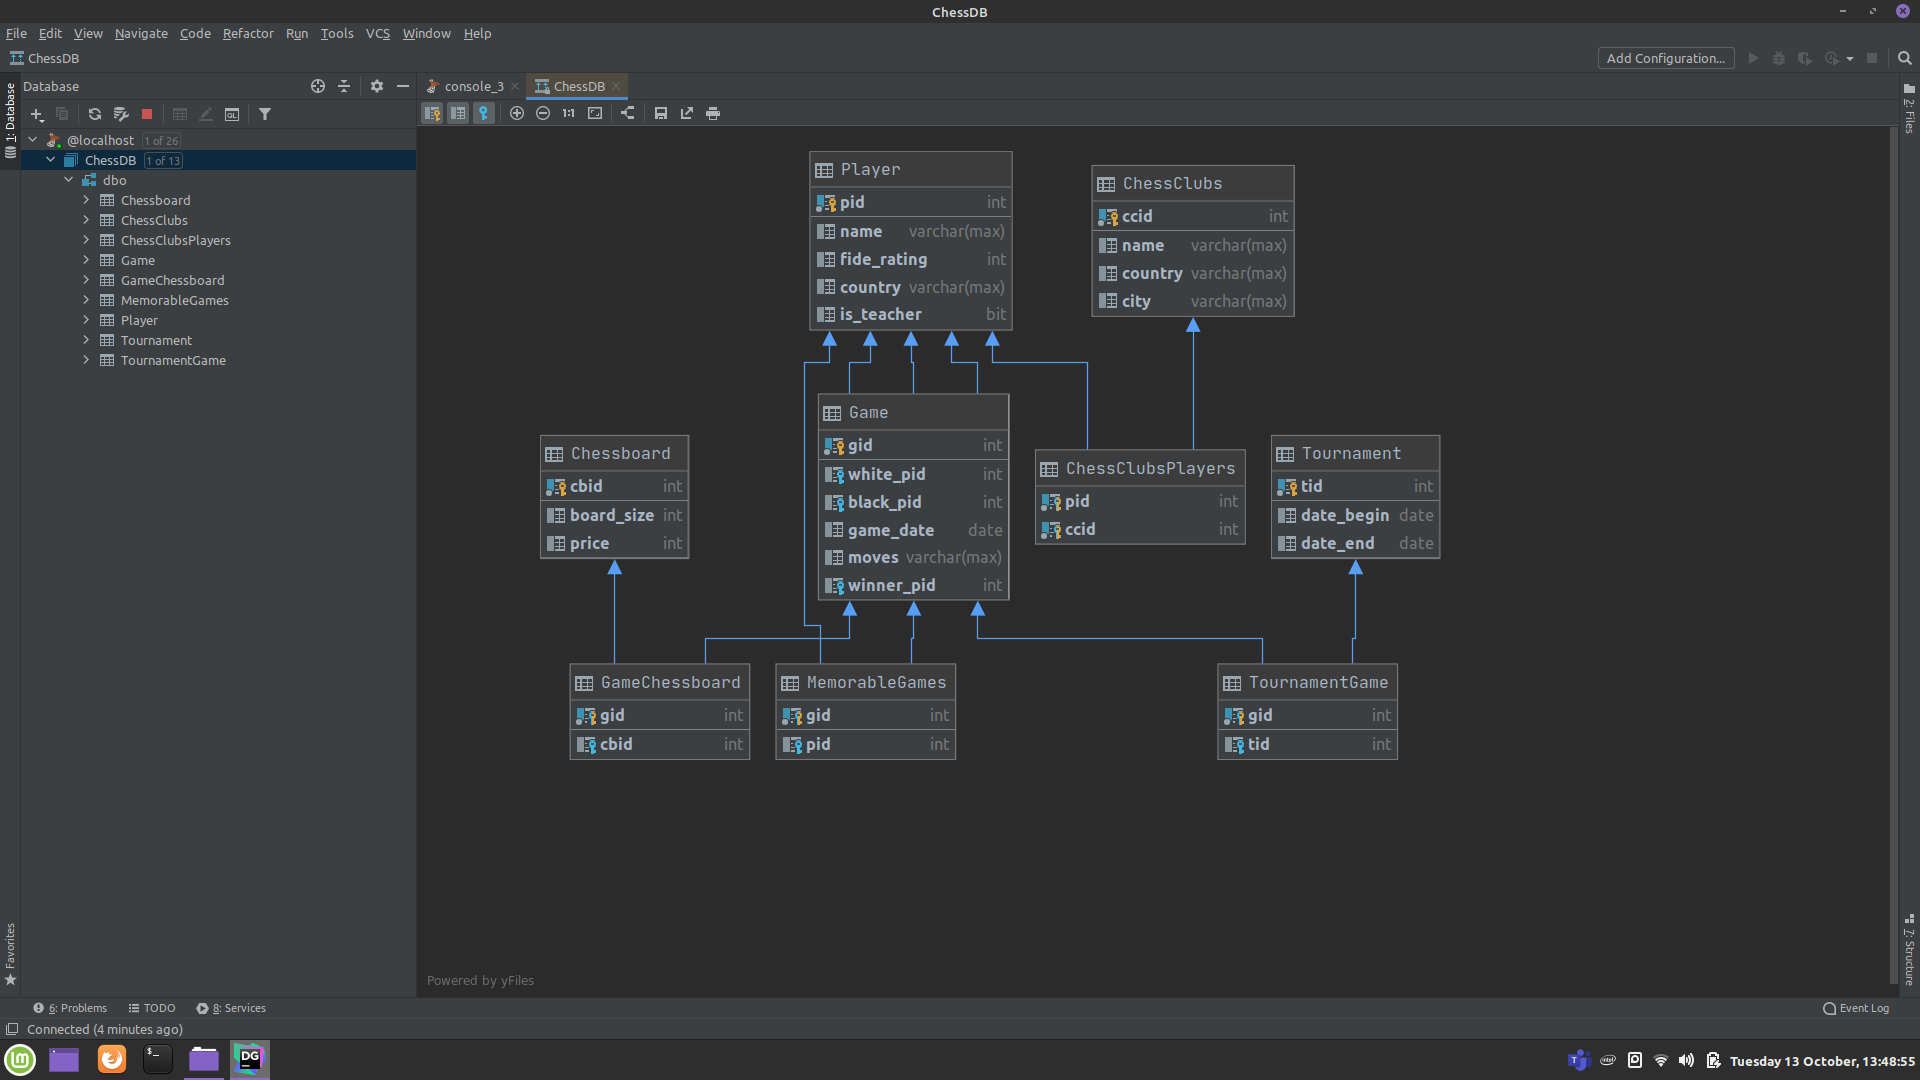 ChessDB
File Edit View Navigate Code Refactor Run Tools VCS Window Help
ChessDB
Add Configuration...
1: Database
Database
@localhost 1 of 26
ChessDB 1 of 13
dbo
Chessboard
ChessClubs
ChessClubsPlayers
Game
GameChessboard
MemorableGames
Player
Tournament
TournamentGame
console_3
ChessDB
QL
1:1
Player
pid int
name varchar(max)
fide_rating int
country varchar(max)
is_teacher bit
ChessClubs
ccid int
name varchar(max)
country varchar(max)
city varchar(max)
Game
gid int
white_pid int
black_pid int
game_date date
moves varchar(max)
winner_pid int
Chessboard
cbid int
board_size int
price int
ChessClubsPlayers
pid int
ccid int
Tournament
tid int
date_begin date
date_end date
GameChessboard
gid int
cbid int
MemorableGames
gid int
pid int
TournamentGame
gid int
tid int
Powered by yFiles
2: Files
7: Structure
Favorites
6: Problems TODO 8: Services
Event Log
Connected (4 minutes ago)
DG
Tuesday 13 October, 13:48:55